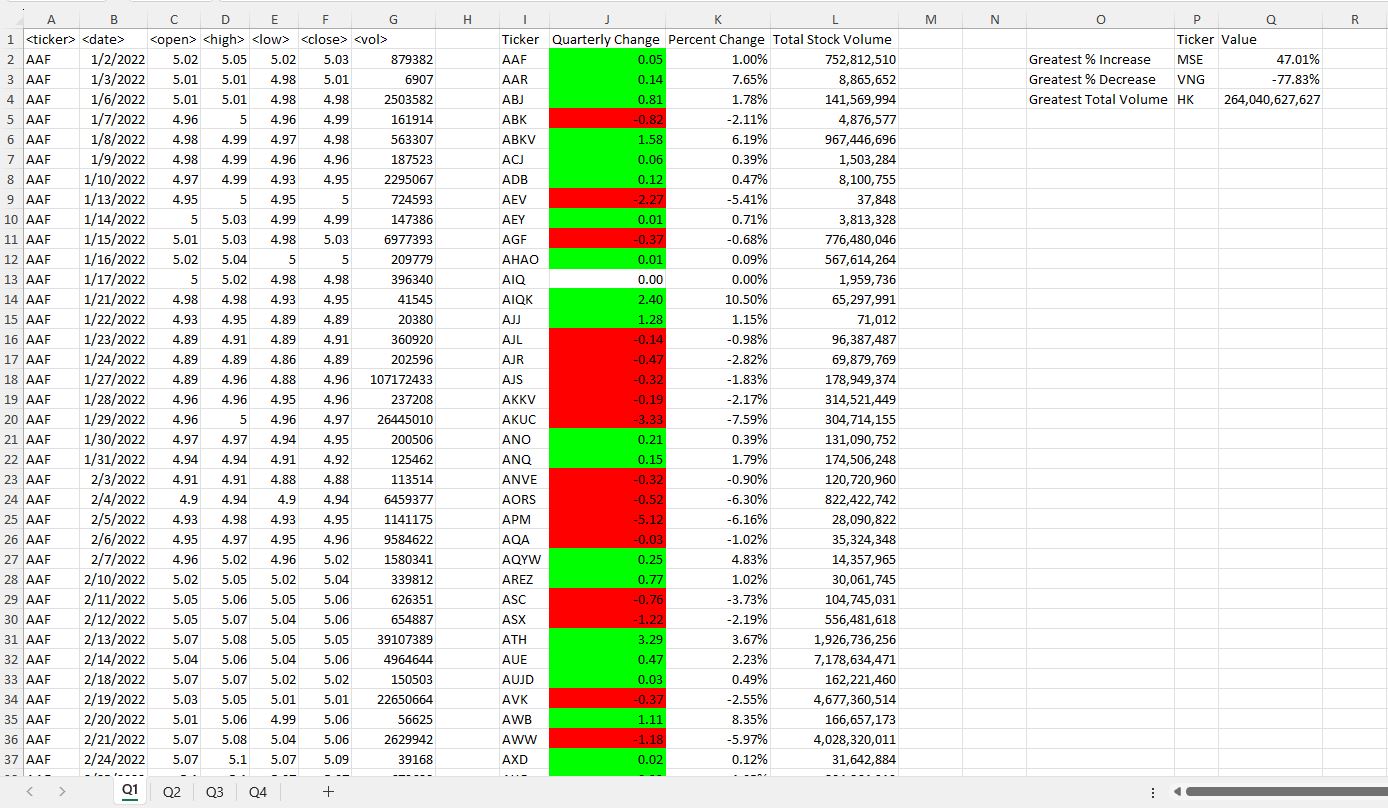 A B C D E F G H I J K L M N O P Q R
1 <ticker> <date> <open> <high> <low> <close> <vol> Ticker Quarterly Change Percent Change Total Stock Volume Ticker Value
2 AAF 1/2/2022 5.02 5.05 5.02 5.03 879382 AAF 0.05 1.00% 752,812,510 Greatest % Increase MSE 47.01%
3 AAF 1/3/2022 5.01 5.01 4.98 5.01 6907 AAR 0.14 7.65% 8,865,652 Greatest % Decrease VNG -77.83%
4 AAF 1/6/2022 5.01 5.01 4.98 4.98 2503582 ABJ 0.81 1.78% 141,569,994 Greatest Total Volume HK 264,040,627,627
5 AAF 1/7/2022 4.96 5 4.96 4.99 161914 ABK -0.82 -2.11% 4,876,577
6 AAF 1/8/2022 4.98 4.99 4.97 4.98 563307 ABKV 1.58 6.19% 967,446,696
7 AAF 1/9/2022 4.98 4.99 4.96 4.96 187523 ACJ 0.06 0.39% 1,503,284
8 AAF 1/10/2022 4.97 4.99 4.93 4.95 2295067 ADB 0.12 0.47% 8,100,755
9 AAF 1/13/2022 4.95 5 4.95 5 724593 AEV -2.27 -5.41% 37,848
10 AAF 1/14/2022 5 5.03 4.99 4.99 147386 AEY 0.01 0.71% 3,813,328
11 AAF 1/15/2022 5.01 5.03 4.98 5.03 6977393 AGF -0.37 -0.68% 776,480,046
12 AAF 1/16/2022 5.02 5.04 5 5 209779 AHAO 0.01 0.09% 567,614,264
13 AAF 1/17/2022 5 5.02 4.98 4.98 396340 AIQ 0.00 0.00% 1,959,736
14 AAF 1/21/2022 4.98 4.98 4.93 4.95 41545 AIQK 2.40 10.50% 65,297,991
15 AAF 1/22/2022 4.93 4.95 4.89 4.89 20380 AJJ 1.28 1.15% 71,012
16 AAF 1/23/2022 4.89 4.91 4.89 4.91 360920 AJL -0.14 -0.98% 96,387,487
17 AAF 1/24/2022 4.89 4.89 4.86 4.89 202596 AJR -0.47 -2.82% 69,879,769
18 AAF 1/27/2022 4.89 4.96 4.88 4.96 107172433 AJS -0.32 -1.83% 178,949,374
19 AAF 1/28/2022 4.96 4.96 4.95 4.96 237208 AKKV -0.19 -2.17% 314,521,449
20 AAF 1/29/2022 4.96 5 4.96 4.97 26445010 AKUC -3.33 -7.59% 304,714,155
21 AAF 1/30/2022 4.97 4.97 4.94 4.95 200506 ANO 0.21 0.39% 131,090,752
22 AAF 1/31/2022 4.94 4.94 4.91 4.92 125462 ANQ 0.15 1.79% 174,506,248
23 AAF 2/3/2022 4.91 4.91 4.88 4.88 113514 ANVE -0.32 -0.90% 120,720,960
24 AAF 2/4/2022 4.9 4.94 4.9 4.94 6459377 AORS -0.52 -6.30% 822,422,742
25 AAF 2/5/2022 4.93 4.98 4.93 4.95 1141175 APM -5.12 -6.16% 28,090,822
26 AAF 2/6/2022 4.95 4.97 4.95 4.96 9584622 AQA -0.03 -1.02% 35,324,348
27 AAF 2/7/2022 4.96 5.02 4.96 5.02 1580341 AQYW 0.25 4.83% 14,357,965
28 AAF 2/10/2022 5.02 5.05 5.02 5.04 339812 AREZ 0.77 1.02% 30,061,745
29 AAF 2/11/2022 5.05 5.06 5.05 5.06 626351 ASC -0.76 -3.73% 104,745,031
30 AAF 2/12/2022 5.05 5.07 5.04 5.06 654887 ASX -1.22 -2.19% 556,481,618
31 AAF 2/13/2022 5.07 5.08 5.05 5.05 39107389 ATH 3.29 3.67% 1,926,736,256
32 AAF 2/14/2022 5.04 5.06 5.04 5.06 4964644 AUE 0.47 2.23% 7,178,634,471
33 AAF 2/18/2022 5.07 5.07 5.02 5.02 150503 AUJD 0.03 0.49% 162,221,460
34 AAF 2/19/2022 5.03 5.05 5.01 5.01 22650664 AVK -0.37 -2.55% 4,677,360,514
35 AAF 2/20/2022 5.01 5.06 4.99 5.06 56625 AWB 1.11 8.35% 166,657,173
36 AAF 2/21/2022 5.07 5.08 5.04 5.06 2629942 AWW -1.18 -5.97% 4,028,320,011
37 AAF 2/24/2022 5.07 5.1 5.07 5.09 39168 AXD 0.02 0.12% 31,642,884
Q1 Q2 Q3 Q4 +